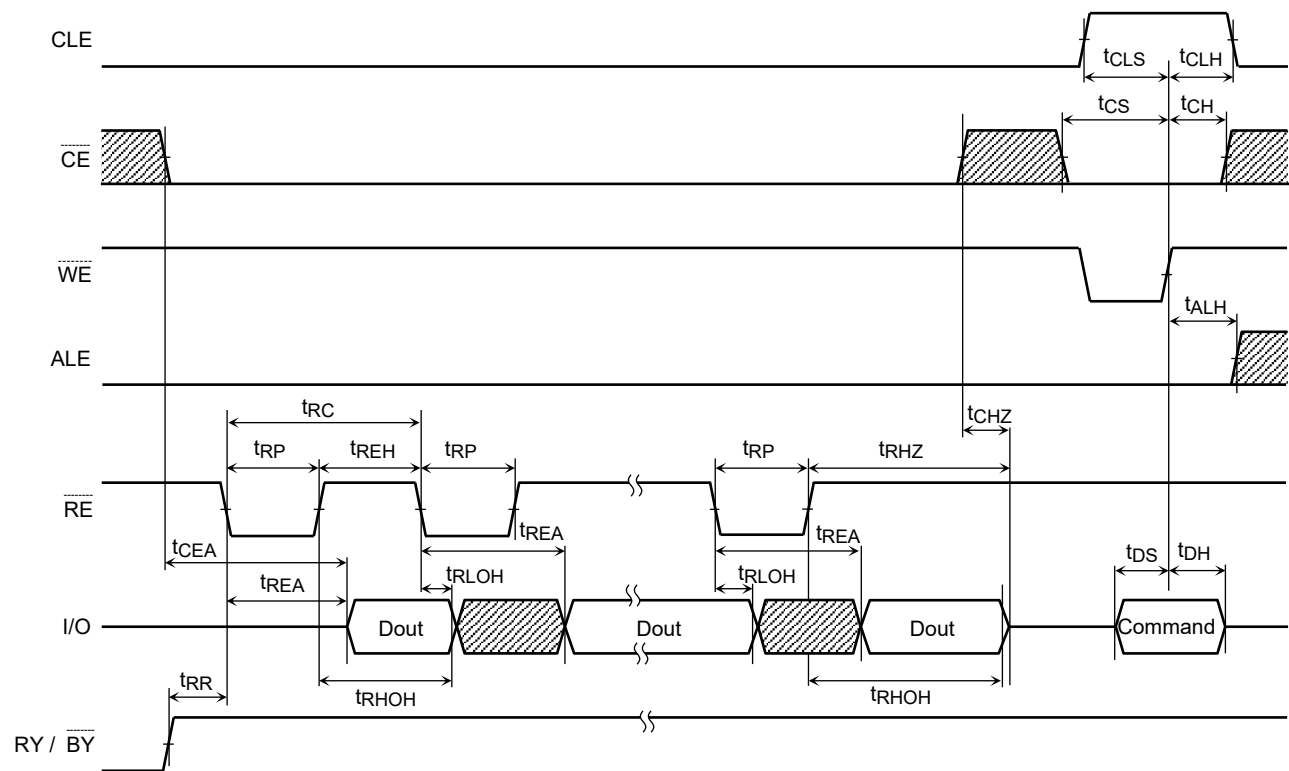 CLE
tCLS tCLH
tCS tCH
CE
WE
tALH
ALE
tRC
tCHZ
tRP tREH tRP tRP tRHZ
RE
tCEA tREA tREA
tDS tDH
tREA tRLOH tRLOH
I/O Dout Dout Dout Command
tRR tRHOH tRHOH
RY / BY